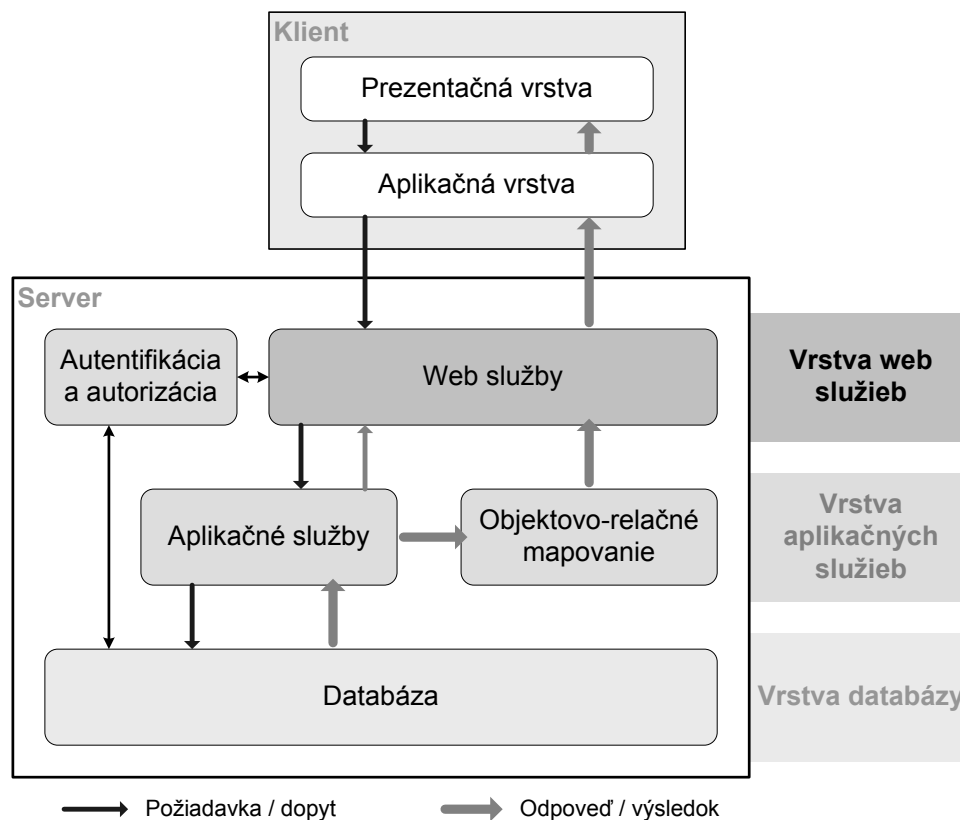 Klient
Prezentačná vrstva
Aplikačná vrstva
Server
Autentifikácia
a autorizácia
Web služby
Vrstva web
služieb
Aplikačné služby
Objektovo-relačné
mapovanie
Vrstva
aplikačných
služieb
Databáza
Vrstva databázy
Požiadavka / dopyt
Odpoveď / výsledok